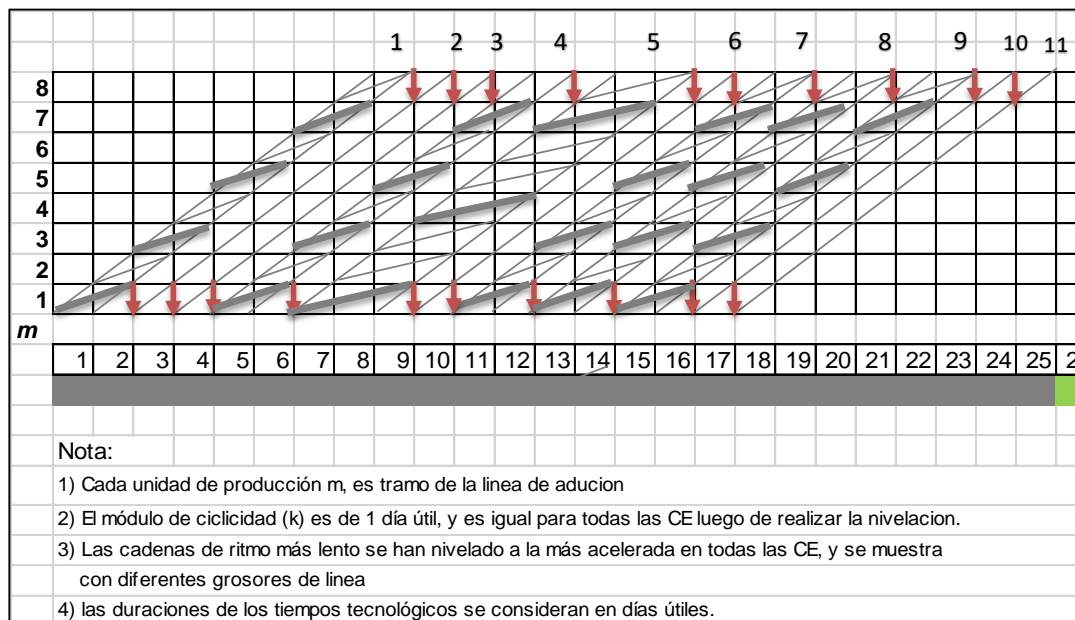 1 2 3 4 5 6 7 8 9 10 11
8
7
6
5
4
3
2
1
m
1 2 3 4 5 6 7 8 9 10 11 12 13 14 15 16 17 18 19 20 21 22 23 24 25 2
Nota:
1) Cada unidad de producción m, es tramo de la linea de aducion
2) El módulo de ciclicidad (k) es de 1 día útil, y es igual para todas las CE luego de realizar la nivelacion.
3) Las cadenas de ritmo más lento se han nivelado a la más acelerada en todas las CE, y se muestra
con diferentes grosores de linea
4) las duraciones de los tiempos tecnológicos se consideran en días útiles.